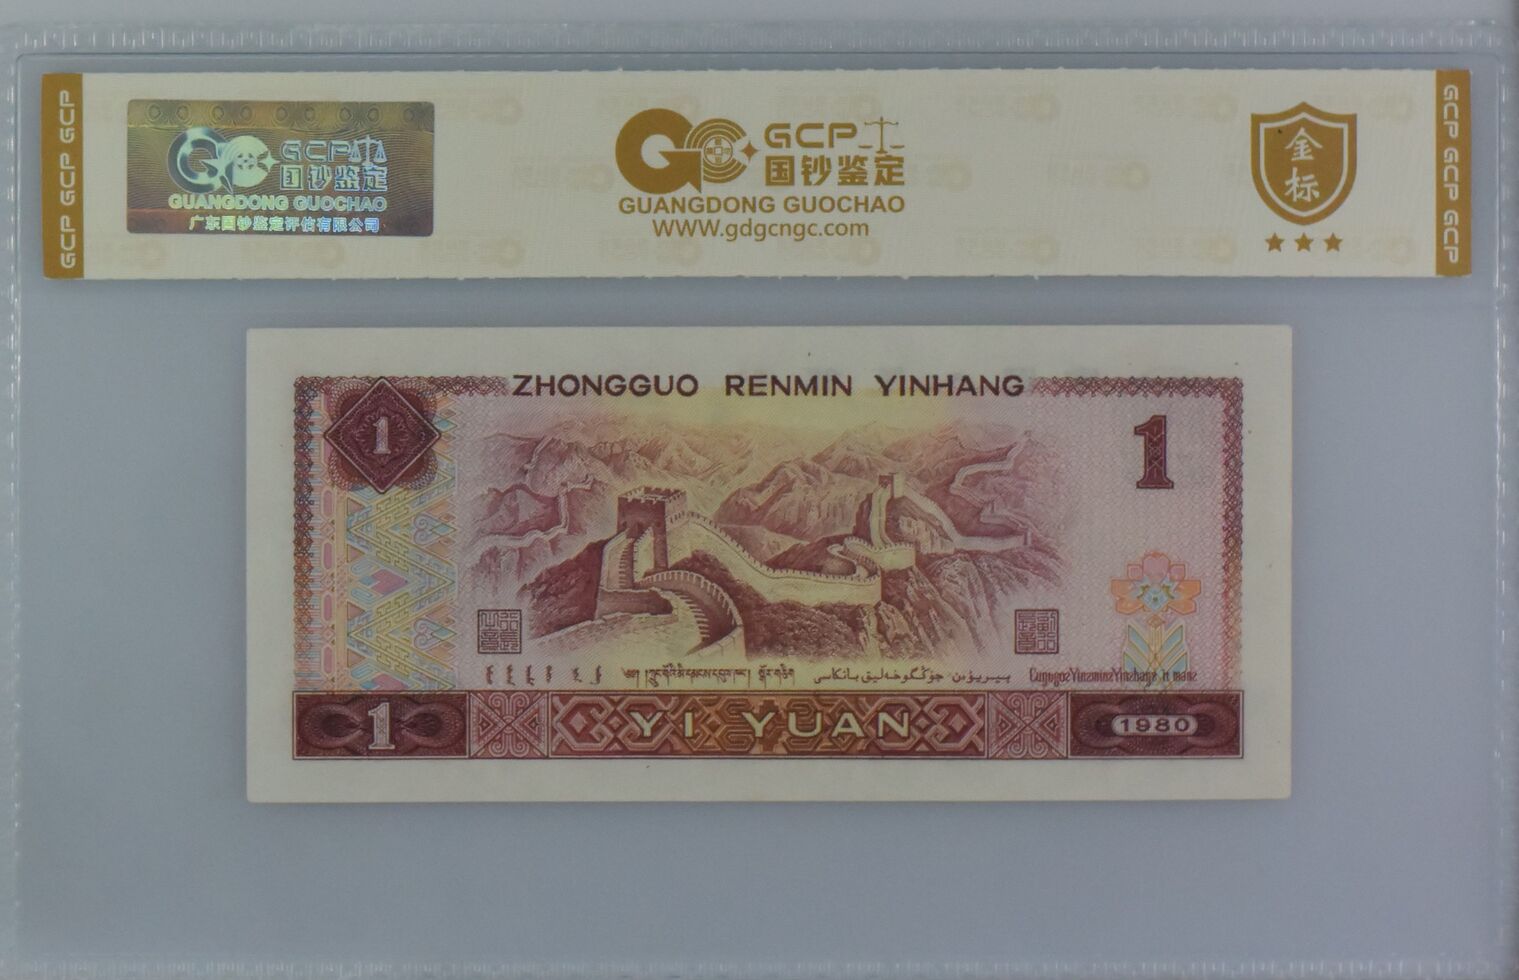 GCP GCP GCP
GCP
国钞鉴定
GUANGDONG GUOCHAO
广东国钞鉴定评估有限公司
GCP
国钞鉴定
GUANGDONG GUOCHAO
WWW.gdgcngc.com
金标
GCP GCP GCP
ZHONGGUO RENMIN YINHANG
1
1
YI YUAN
1
1980